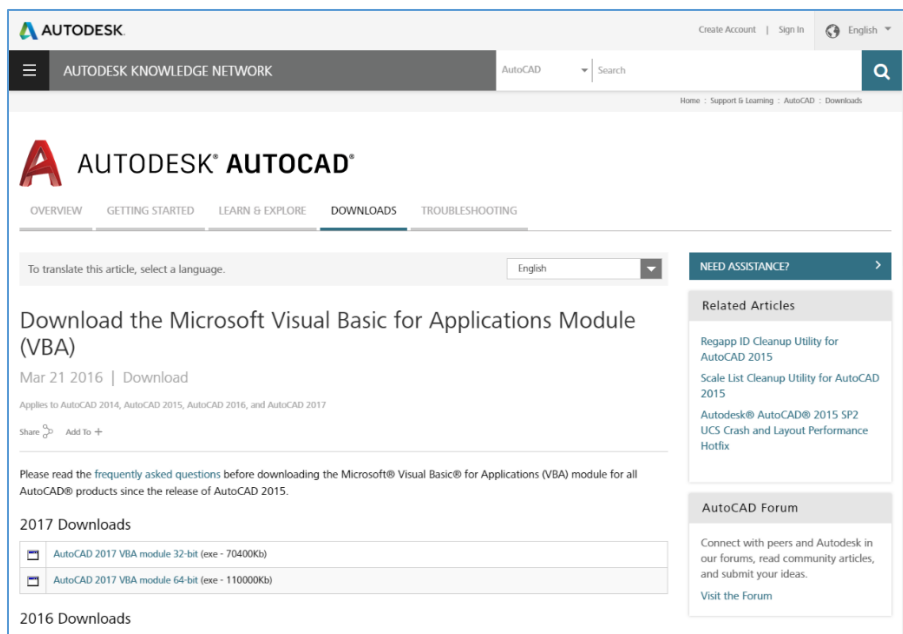 AUTODESK.
Create Account | Sign In English
AUTODESK KNOWLEDGE NETWORK
AutoCAD Search
Home : Support & Learning : AutoCAD : Downloads
AUTODESK® AUTOCAD®
OVERVIEW GETTING STARTED LEARN & EXPLORE DOWNLOADS TROUBLESHOOTING
To translate this article, select a language.
English
Download the Microsoft Visual Basic for Applications Module
(VBA)
Mar 21 2016 | Download
Applies to AutoCAD 2014, AutoCAD 2015, AutoCAD 2016, and AutoCAD 2017
Share Add To +
Please read the frequently asked questions before downloading the Microsoft® Visual Basic® for Applications (VBA) module for all
AutoCAD® products since the release of AutoCAD 2015.
2017 Downloads
AutoCAD 2017 VBA module 32-bit (exe - 70400Kb)
AutoCAD 2017 VBA module 64-bit (exe - 110000Kb)
2016 Downloads
NEED ASSISTANCE?
Related Articles
Regapp ID Cleanup Utility for
AutoCAD 2015
Scale List Cleanup Utility for AutoCAD
2015
Autodesk® AutoCAD® 2015 SP2
UCS Crash and Layout Performance
Hotfix
AutoCAD Forum
Connect with peers and Autodesk in
our forums, read community articles,
and submit your ideas.
Visit the Forum